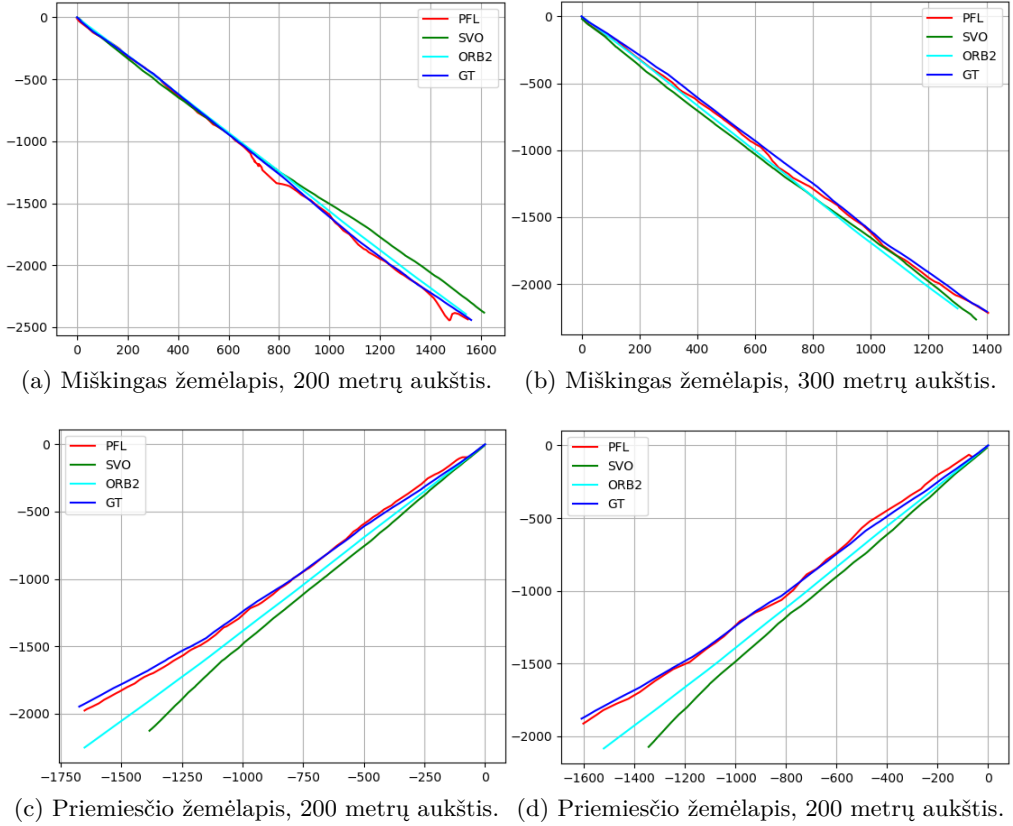 0
−500
−1000
−1500
−2000
−2500
0 200 400 600 800 1000 1200 1400 1600
PFL
SVO
ORB2
GT
(a) Miškingas žemėlapis, 200 metrų aukštis.
0
−500
−1000
−1500
−2000
0 200 400 600 800 1000 1200 1400
PFL
SVO
ORB2
GT
(b) Miškingas žemėlapis, 300 metrų aukštis.
0
−500
−1000
−1500
−2000
−1750 −1500 −1250 −1000 −750 −500 −250 0
PFL
SVO
ORB2
GT
(c) Priemiesčio žemėlapis, 200 metrų aukštis.
0
−500
−1000
−1500
−2000
−1600 −1400 −1200 −1000 −800 −600 −400 −200 0
PFL
SVO
ORB2
GT
(d) Priemiesčio žemėlapis, 200 metrų aukštis.